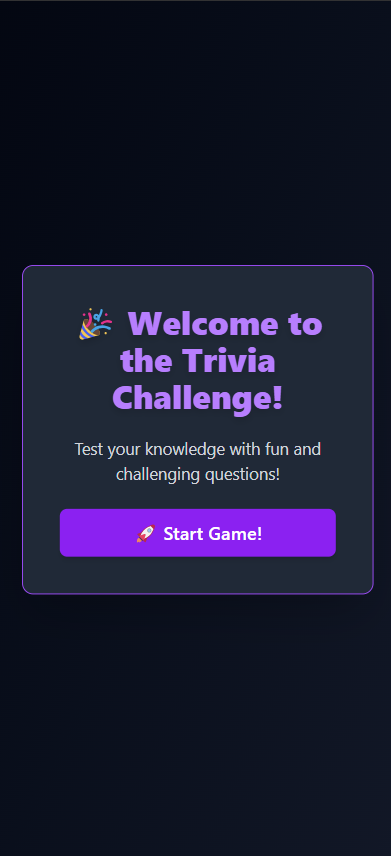 🎉 Welcome to
the Trivia
Challenge!
Test your knowledge with fun and
challenging questions!
🚀 Start Game!